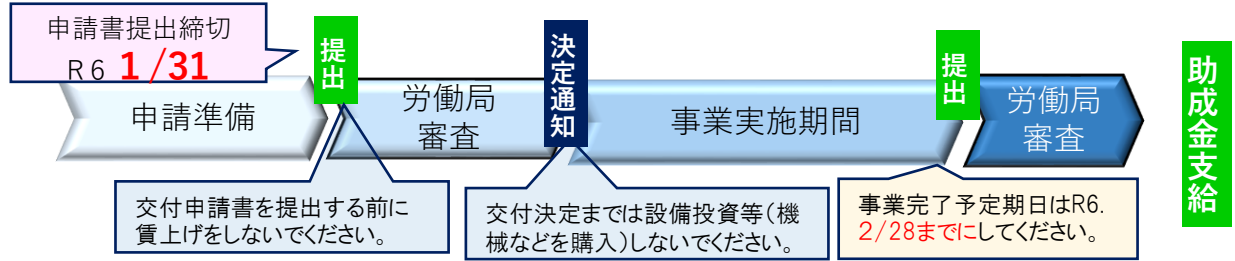 申請書提出締切
R6 1/31
申請準備
提出
労働局
審査
決定通知
事業実施期間
提出
労働局
審査
助成金支給
交付申請書を提出する前に
賃上げをしないでください。
交付決定までは設備投資等(機
械などを購入)しないでください。
事業完了予定期日はR6.
2/28までにしてください。